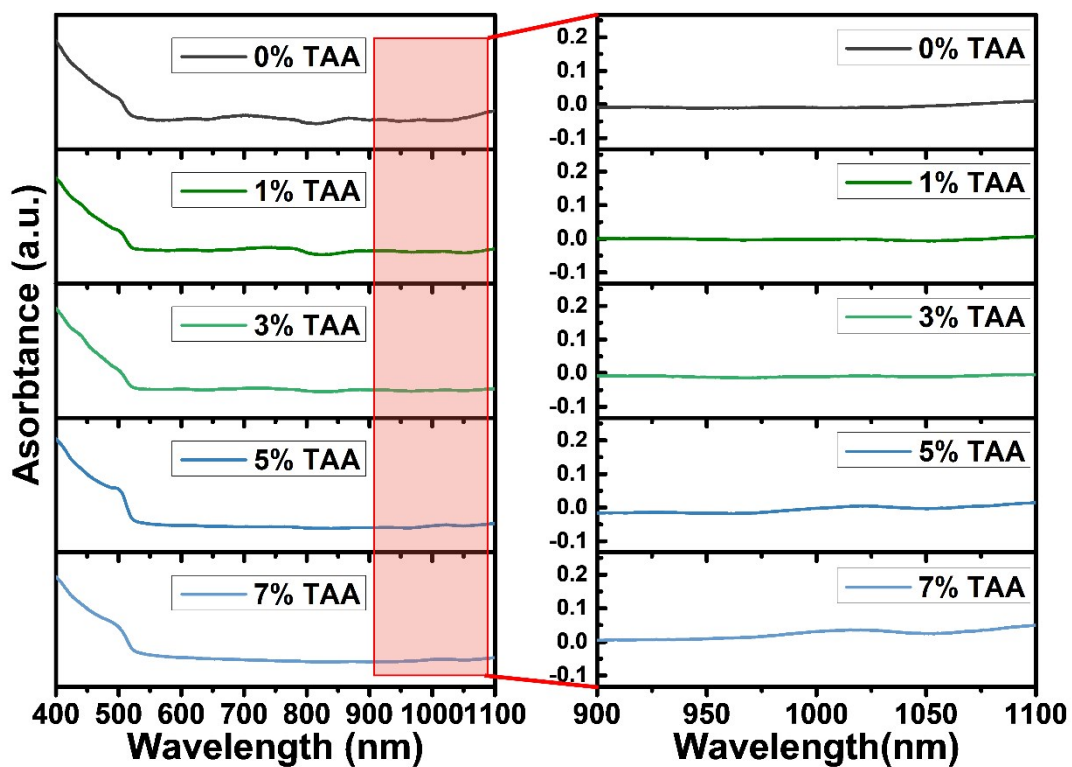 Asorbtance (a.u.)
0% TAA
1% TAA
3% TAA
5% TAA
7% TAA
400 500 600 700 800 900 1000 1100
Wavelength (nm)
0.2
0.1
0.0
-0.1
0% TAA
0.2
0.1
0.0
-0.1
1% TAA
0.2
0.1
0.0
-0.1
3% TAA
0.2
0.1
0.0
-0.1
5% TAA
0.2
0.1
0.0
-0.1
7% TAA
900 950 1000 1050 1100
Wavelength(nm)